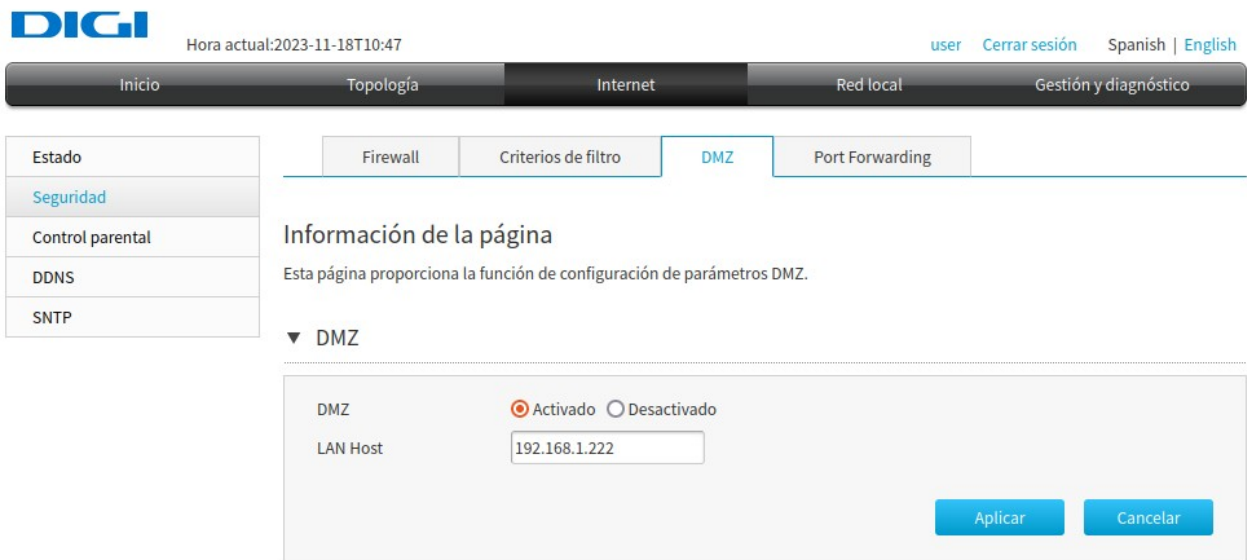 DIGI
Hora actual:2023-11-18T10:47
user Cerrar sesión Spanish | English
Inicio Topología Internet Red local Gestión y diagnóstico
Estado
Seguridad
Control parental
DDNS
SNTP
Firewall Criterios de filtro DMZ Port Forwarding
Información de la página
Esta página proporciona la función de configuración de parámetros DMZ.
DMZ
DMZ Activado Desactivado
LAN Host 192.168.1.222
Aplicar Cancelar